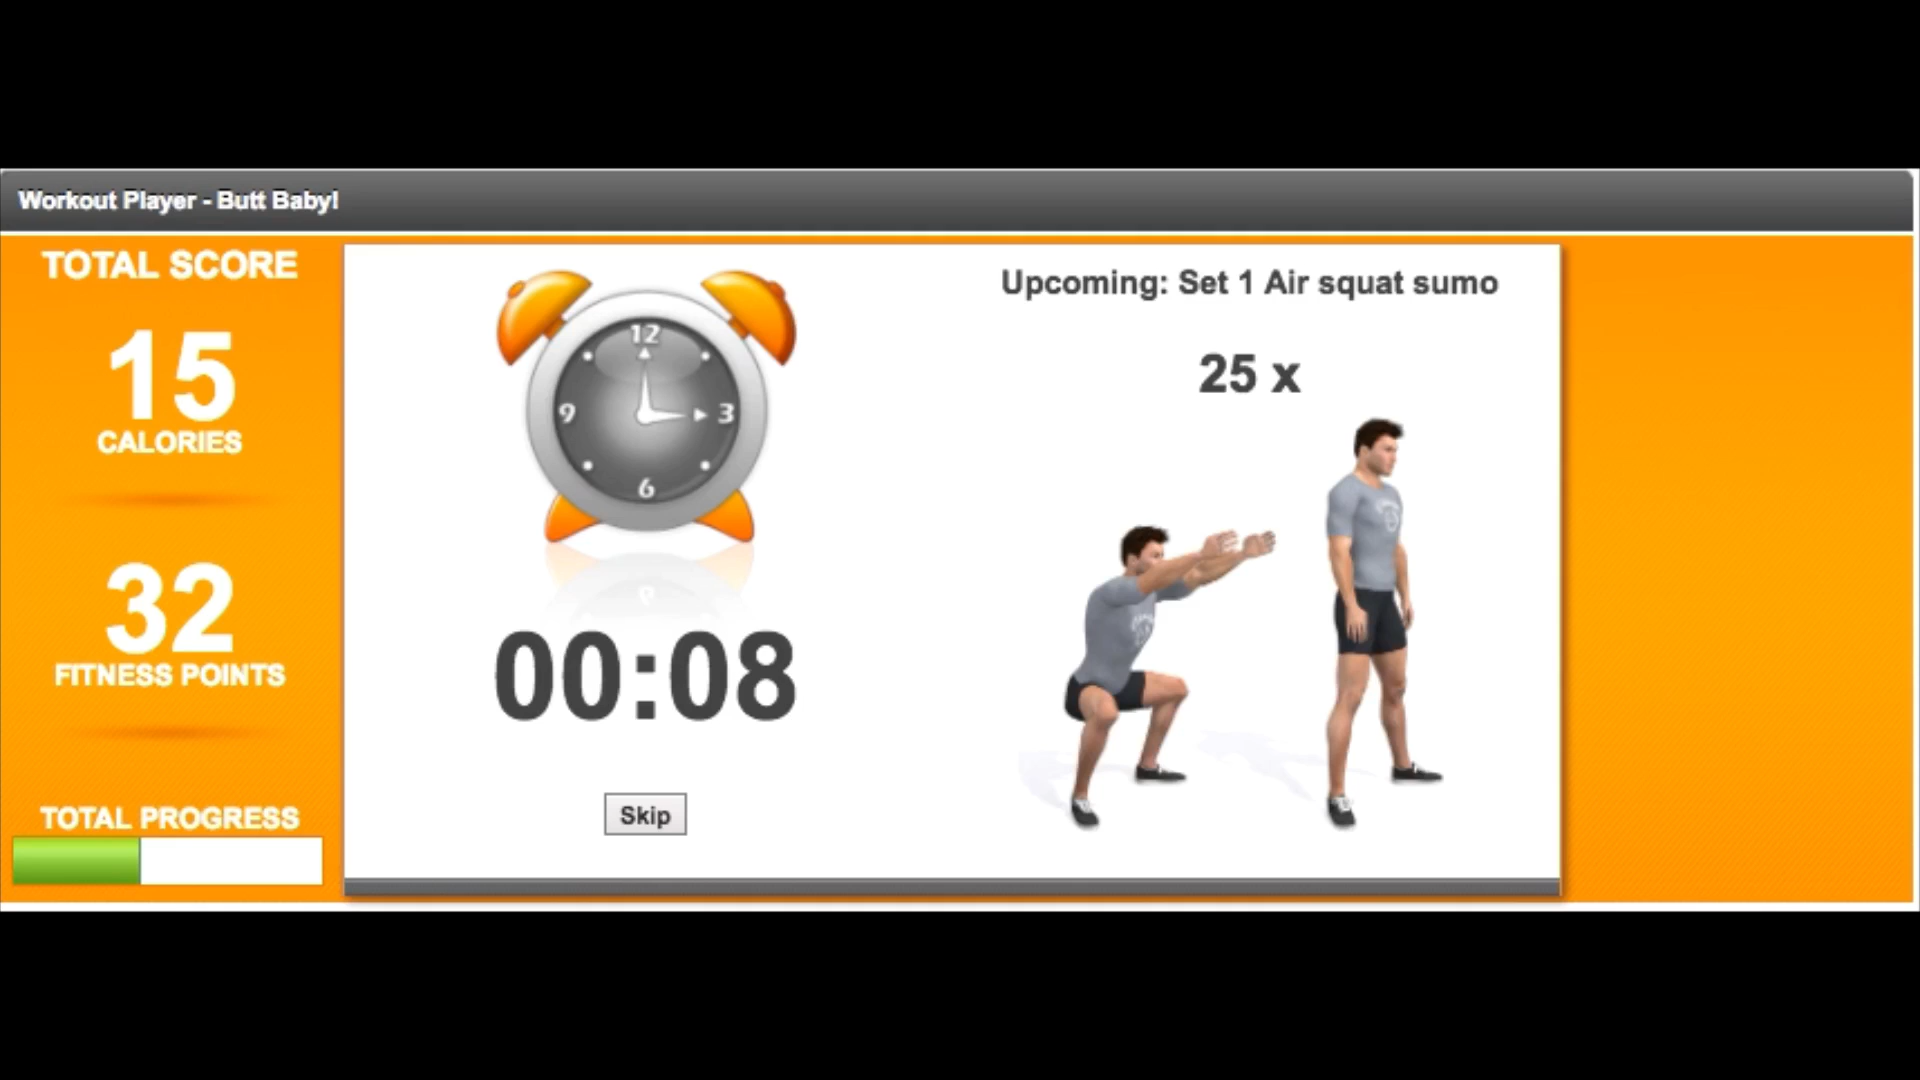 Workout Player - Butt Baby!
TOTAL SCORE
15
CALORIES
32
FITNESS POINTS
TOTAL PROGRESS
12
9
3
6
00:08
Skip
Upcoming: Set 1 Air squat sumo
25 x